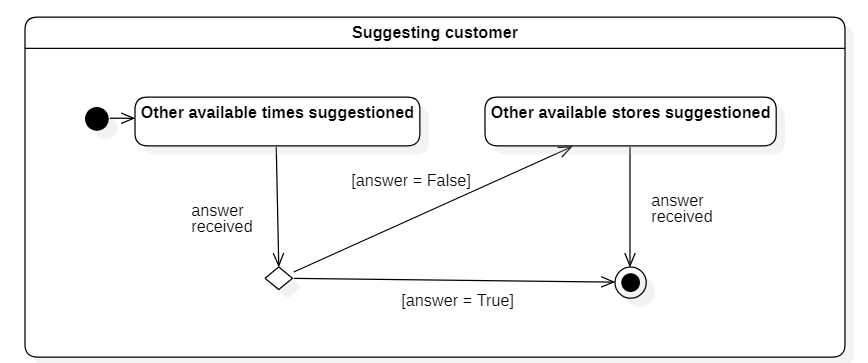 Suggesting customer
Other available times suggestioned
Other available stores suggestioned
[answer = False]
answer
received
answer
received
[answer = True]